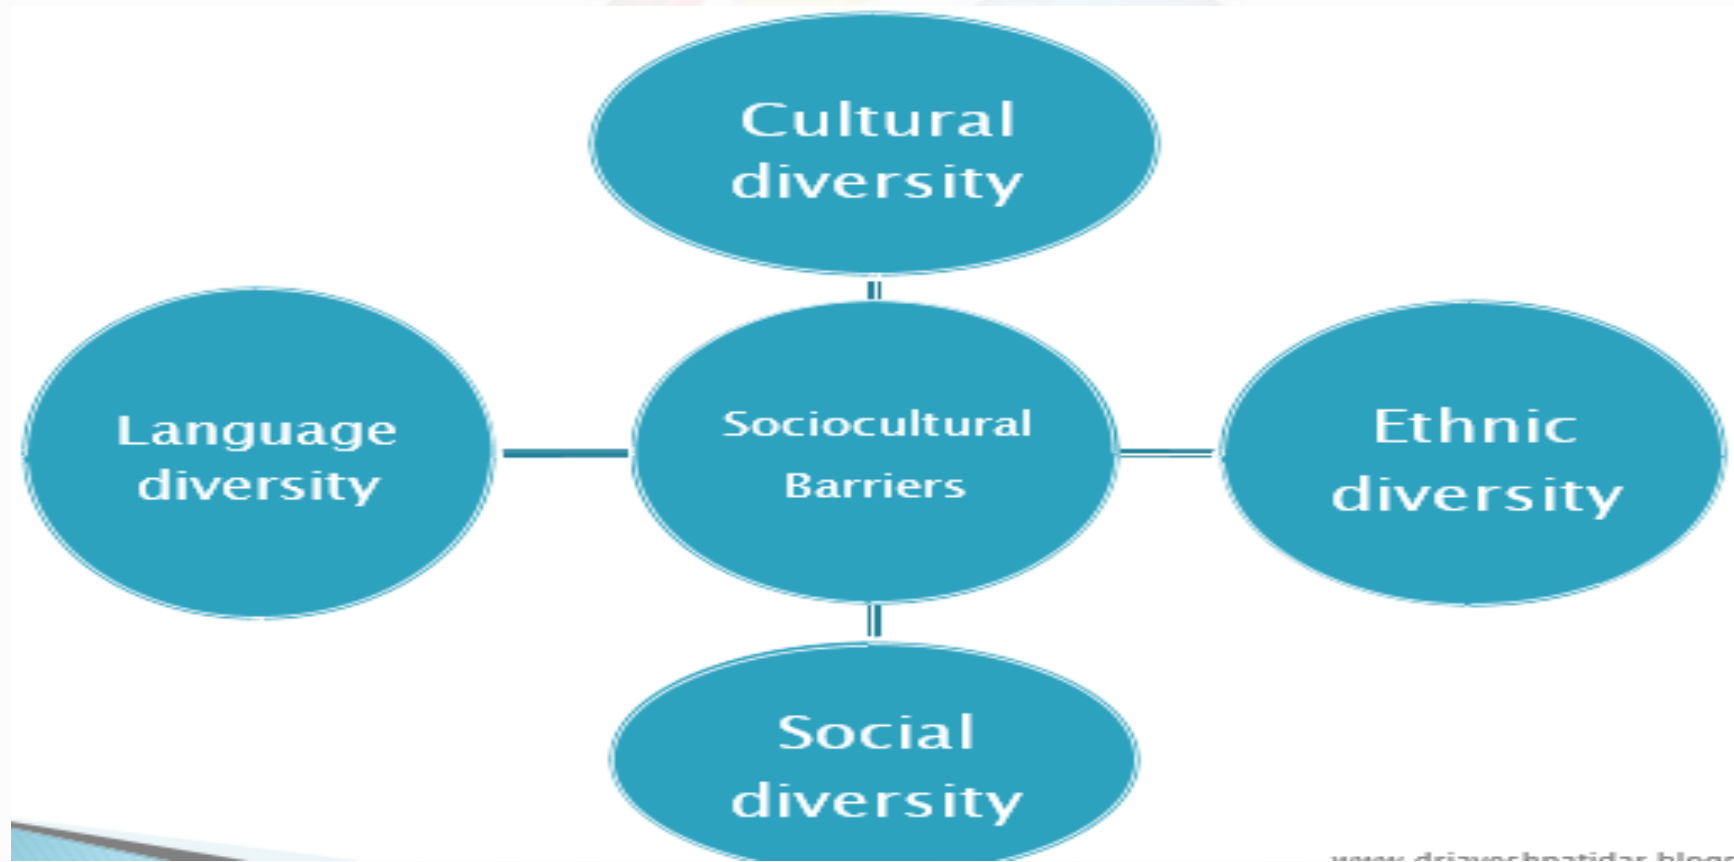 Cultural
diversity
Language
diversity
Sociocultural
Barriers
Ethnic
diversity
Social
diversity